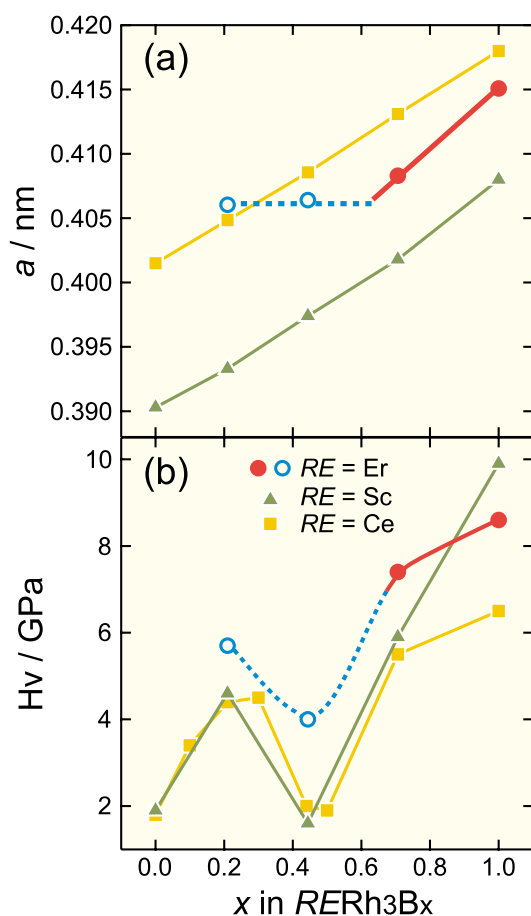 0.420
(a)
0.415
0.410
0.405
0.400
0.395
0.390
a / nm
(b)
RE = Er
RE = Sc
RE = Ce
10
8
6
4
2
Hv / GPa
0.0 0.2 0.4 0.6 0.8 1.0
x in RERh3Bx